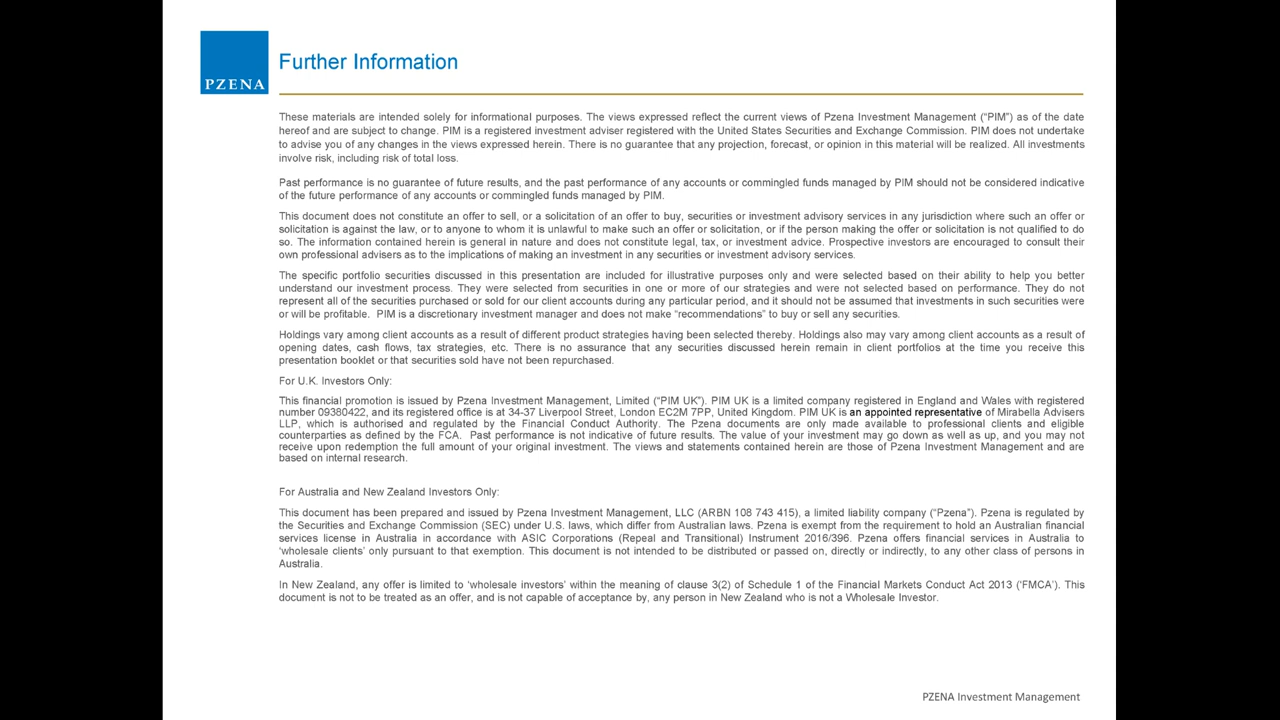 PZENA
Further Information
These materials are intended solely for informational purposes. The views expressed reflect the current views of Pzena Investment Management (“PIM”) as of the date
hereof and are subject to change. PIM is a registered investment adviser registered with the United States Securities and Exchange Commission. PIM does not undertake
to advise you of any changes in the views expressed herein. There is no guarantee that any projection, forecast, or opinion in this material will be realized. All investments
involve risk, including risk of total loss.
Past performance is no guarantee of future results, and the past performance of any accounts or commingled funds managed by PIM should not be considered indicative
of the future performance of any accounts or commingled funds managed by PIM.
This document does not constitute an offer to sell, or a solicitation of an offer to buy, securities or investment advisory services in any jurisdiction where such an offer or
solicitation is against the law, or to anyone to whom it is unlawful to make such an offer or solicitation, or if the person making the offer or solicitation is not qualified to do
so. The information contained herein is general in nature and does not constitute legal, tax, or investment advice. Prospective investors are encouraged to consult their
own professional advisers as to the implications of making an investment in any securities or investment advisory services.
The specific portfolio securities discussed in this presentation are included for illustrative purposes only and were selected based on their ability to help you better
understand our investment process. They were selected from securities in one or more of our strategies and were not selected based on performance. They do not
represent all of the securities purchased or sold for our client accounts during any particular period, and it should not be assumed that investments in such securities were
or will be profitable. PIM is a discretionary investment manager and does not make “recommendations” to buy or sell any securities.
Holdings vary among client accounts as a result of different product strategies having been selected thereby. Holdings also may vary among client accounts as a result of
opening dates, cash flows, tax strategies, etc. There is no assurance that any securities discussed herein remain in client portfolios at the time you receive this
presentation booklet or that securities sold have not been repurchased.
For U.K. Investors Only:
This financial promotion is issued by Pzena Investment Management, Limited (“PIM UK”). PIM UK is a limited company registered in England and Wales with registered
number 09380422, and its registered office is at 34-37 Liverpool Street, London EC2M 7PP, United Kingdom. PIM UK is an appointed representative of Mirabella Advisers
LLP, which is authorised and regulated by the Financial Conduct Authority. The Pzena documents are only made available to professional clients and eligible
counterparties as defined by the FCA. Past performance is not indicative of future results. The value of your investment may go down as well as up, and you may not
receive upon redemption the full amount of your original investment. The views and statements contained herein are those of Pzena Investment Management and are
based on internal research.
For Australia and New Zealand Investors Only:
This document has been prepared and issued by Pzena Investment Management, LLC (ARBN 108 743 415), a limited liability company (“Pzena”). Pzena is regulated by
the Securities and Exchange Commission (SEC) under U.S. laws, which differ from Australian laws. Pzena is exempt from the requirement to hold an Australian financial
services license in Australia in accordance with ASIC Corporations (Repeal and Transitional) Instrument 2016/396. Pzena offers financial services in Australia to
‘wholesale clients’ only pursuant to that exemption. This document is not intended to be distributed or passed on, directly or indirectly, to any other class of persons in
Australia.
In New Zealand, any offer is limited to ‘wholesale investors’ within the meaning of clause 3(2) of Schedule 1 of the Financial Markets Conduct Act 2013 (‘FMCA’). This
document is not to be treated as an offer, and is not capable of acceptance by, any person in New Zealand who is not a Wholesale Investor.
PZENA Investment Management